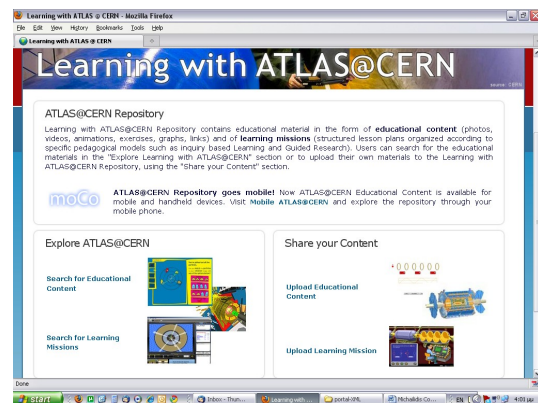 Learning with ATLAS @ CERN - Mozilla Firefox
File Edit View History Bookmarks Tools Help
Learning with ATLAS @ CERN
Learning with ATLAS@CERN
source: CERN
ATLAS@CERN Repository
Learning with ATLAS@CERN Repository contains educational material in the form of educational content (photos,
videos, animations, exercises, graphs, links) and of learning missions (structured lesson plans organized according to
specific pedagogical models such as inquiry based Learning and Guided Research). Users can search for the educational
materials in the "Explore Learning with ATLAS@CERN" section or to upload their own materials to the Learning with
ATLAS@CERN Repository, using the "Share your Content" section.
moCo
ATLAS@CERN Repository goes mobile! Now ATLAS@CERN Educational Content is available for
mobile and handheld devices. Visit Mobile ATLAS@CERN and explore the repository through your
mobile phone.
Explore ATLAS@CERN
Search for Educational
Content
Search for Learning
Missions
Share your Content
Upload Educational
Content
Upload Learning Mission
Done
start
Inbox - Thun...
Learning with ...
portal-XML
Michailidis Co...
EN
4:01 μμ